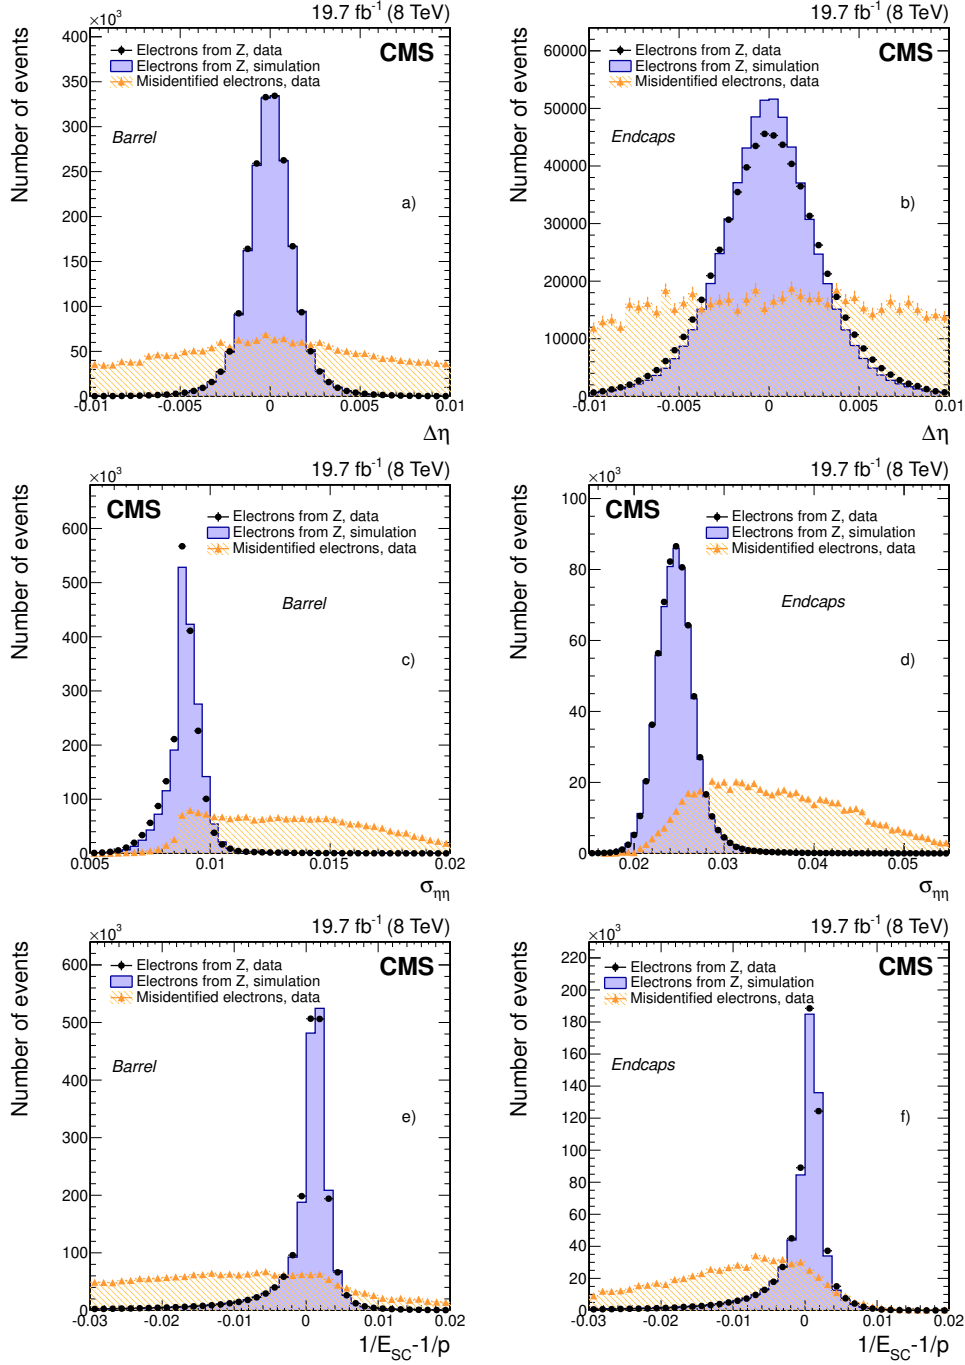 19.7 fb⁻¹ (8 TeV)
×10³
CMS
Electrons from Z, data
Electrons from Z, simulation
Misidentified electrons, data
Barrel
a)
Number of events
400
350
300
250
200
150
100
50
0
-0.01 -0.005 0 0.005 0.01
Δη
19.7 fb⁻¹ (8 TeV)
CMS
Electrons from Z, data
Electrons from Z, simulation
Misidentified electrons, data
Endcaps
b)
Number of events
60000
50000
40000
30000
20000
10000
0
-0.01 -0.005 0 0.005 0.01
Δη
19.7 fb⁻¹ (8 TeV)
×10³
CMS
Electrons from Z, data
Electrons from Z, simulation
Misidentified electrons, data
Barrel
c)
Number of events
600
500
400
300
200
100
0
0.005 0.01 0.015 0.02
σηη
19.7 fb⁻¹ (8 TeV)
×10³
CMS
Electrons from Z, data
Electrons from Z, simulation
Misidentified electrons, data
Endcaps
d)
Number of events
100
80
60
40
20
0
0.02 0.03 0.04 0.05
σηη
19.7 fb⁻¹ (8 TeV)
×10³
CMS
Electrons from Z, data
Electrons from Z, simulation
Misidentified electrons, data
Barrel
e)
Number of events
600
500
400
300
200
100
0
-0.03 -0.02 -0.01 0 0.01 0.02
1/E_SC-1/p
19.7 fb⁻¹ (8 TeV)
×10³
CMS
Electrons from Z, data
Electrons from Z, simulation
Misidentified electrons, data
Endcaps
f)
Number of events
220
200
180
160
140
120
100
80
60
40
20
0
-0.03 -0.02 -0.01 0 0.01 0.02
1/E_SC-1/p